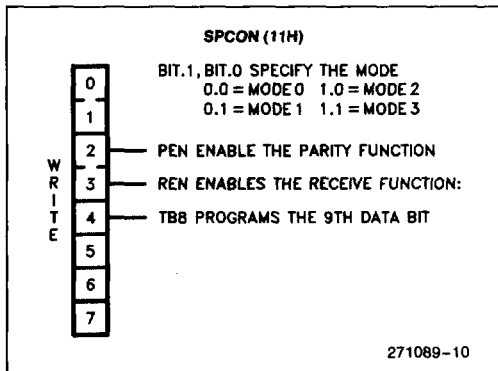 SPCON (11H)
BIT.1, BIT.0 SPECIFY THE MODE
0.0 = MODE 0 1.0 = MODE 2
0.1 = MODE 1 1.1 = MODE 3
0
1
2 PEN ENABLE THE PARITY FUNCTION
3 REN ENABLES THE RECEIVE FUNCTION:
4 TB8 PROGRAMS THE 9TH DATA BIT
5
6
7
WRITE
271089-10